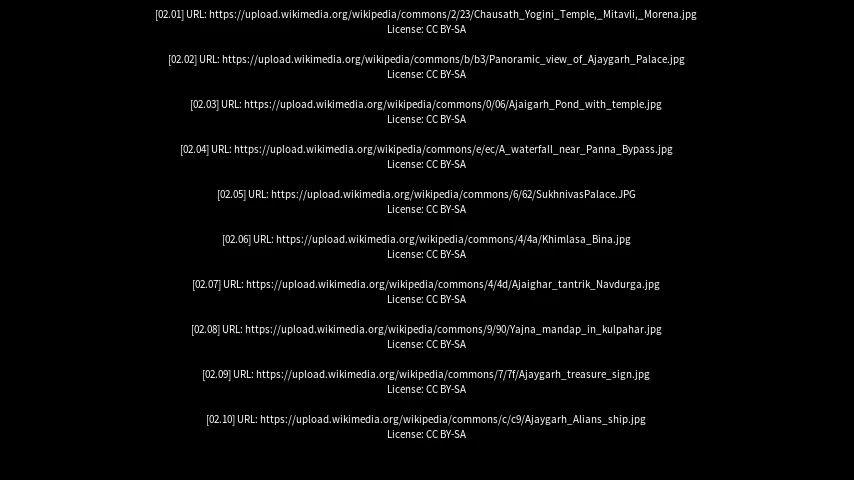 [02.01] URL: https://upload.wikimedia.org/wikipedia/commons/2/23/Chausath_Yogini_Temple,_Mitavli,_Morena.jpg
License: CC BY-SA
[02.02] URL: https://upload.wikimedia.org/wikipedia/commons/b/b3/Panoramic_view_of_Ajaygarh_Palace.jpg
License: CC BY-SA
[02.03] URL: https://upload.wikimedia.org/wikipedia/commons/0/06/Ajaigarh_Pond_with_temple.jpg
License: CC BY-SA
[02.04] URL: https://upload.wikimedia.org/wikipedia/commons/e/ec/A_waterfall_near_Panna_Bypass.jpg
License: CC BY-SA
[02.05] URL: https://upload.wikimedia.org/wikipedia/commons/6/62/SukhnivasPalace.JPG
License: CC BY-SA
[02.06] URL: https://upload.wikimedia.org/wikipedia/commons/4/4a/Khimlasa_Bina.jpg
License: CC BY-SA
[02.07] URL: https://upload.wikimedia.org/wikipedia/commons/4/4d/Ajaighar_tantrik_Navdurga.jpg
License: CC BY-SA
[02.08] URL: https://upload.wikimedia.org/wikipedia/commons/9/90/Yajna_mandap_in_kulpahar.jpg
License: CC BY-SA
[02.09] URL: https://upload.wikimedia.org/wikipedia/commons/7/7f/Ajaygarh_treasure_sign.jpg
License: CC BY-SA
[02.10] URL: https://upload.wikimedia.org/wikipedia/commons/c/c9/Ajaygarh_Alians_ship.jpg
License: CC BY-SA